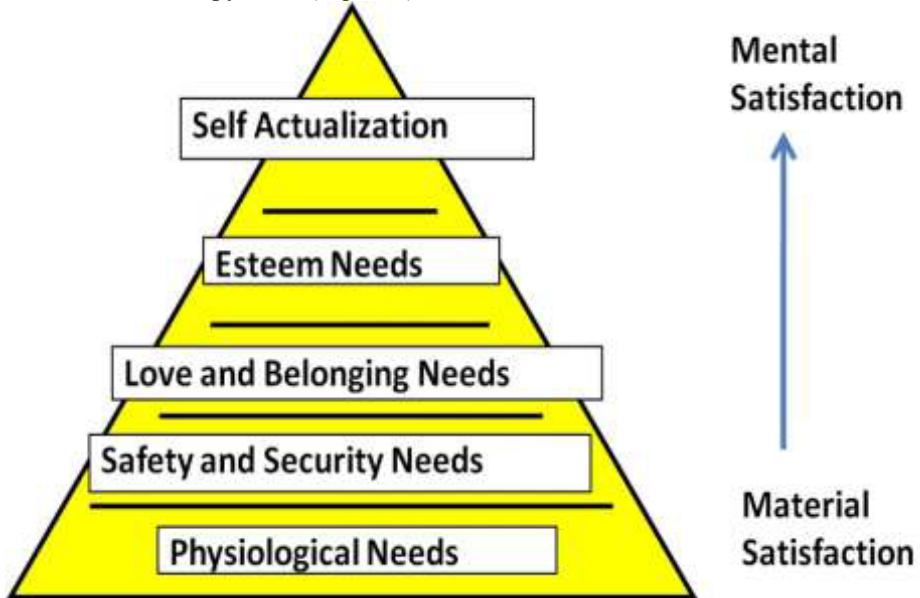 Mental
Satisfaction
Self Actualization
Esteem Needs
Love and Belonging Needs
Safety and Security Needs
Physiological Needs
Material
Satisfaction